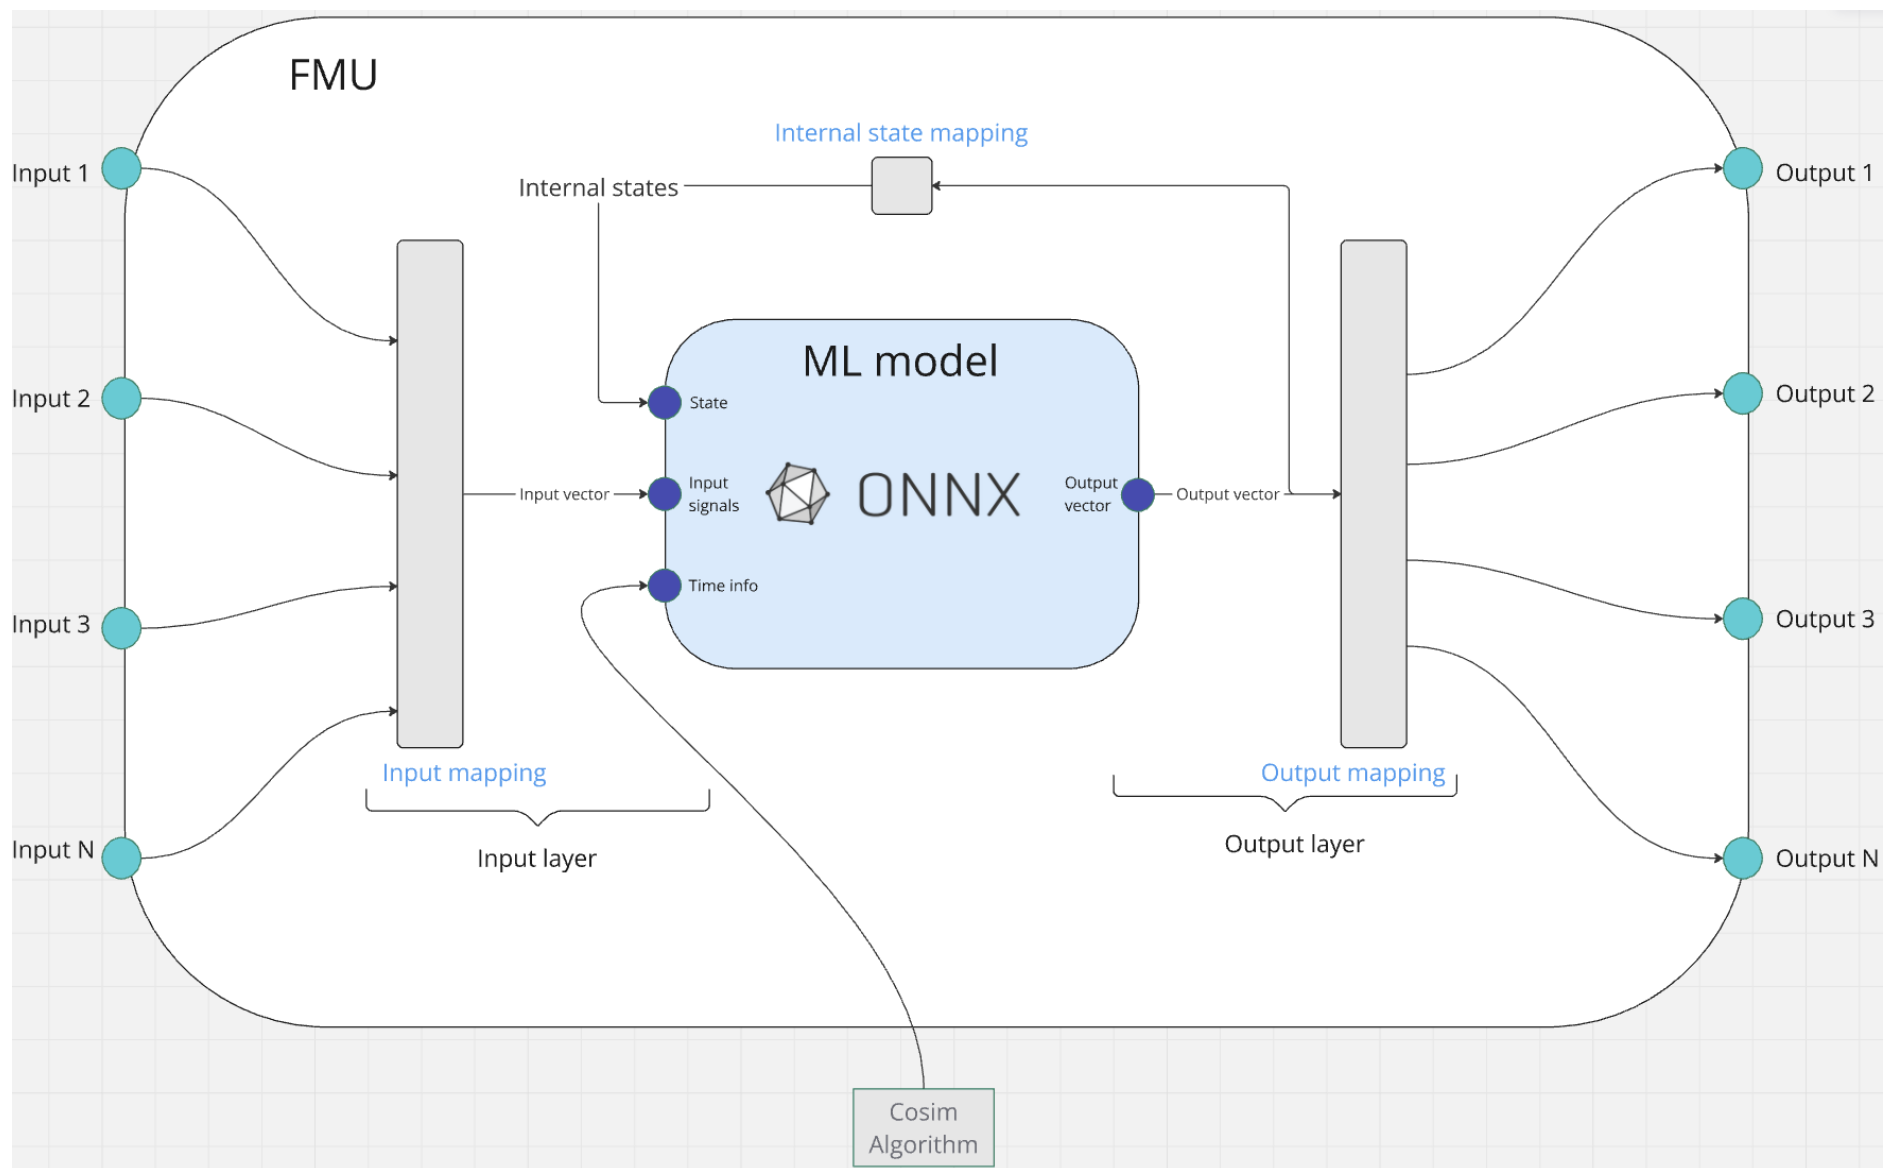 FMU
Internal state mapping
Input 1
Internal states
Output 1
ML model
Input 2
State
Output 2
Input vector
Input
signals
ONNX
Output
vector
Output vector
Time info
Input 3
Output 3
Input mapping
Output mapping
Input layer
Output layer
Input N
Output N
Cosim
Algorithm